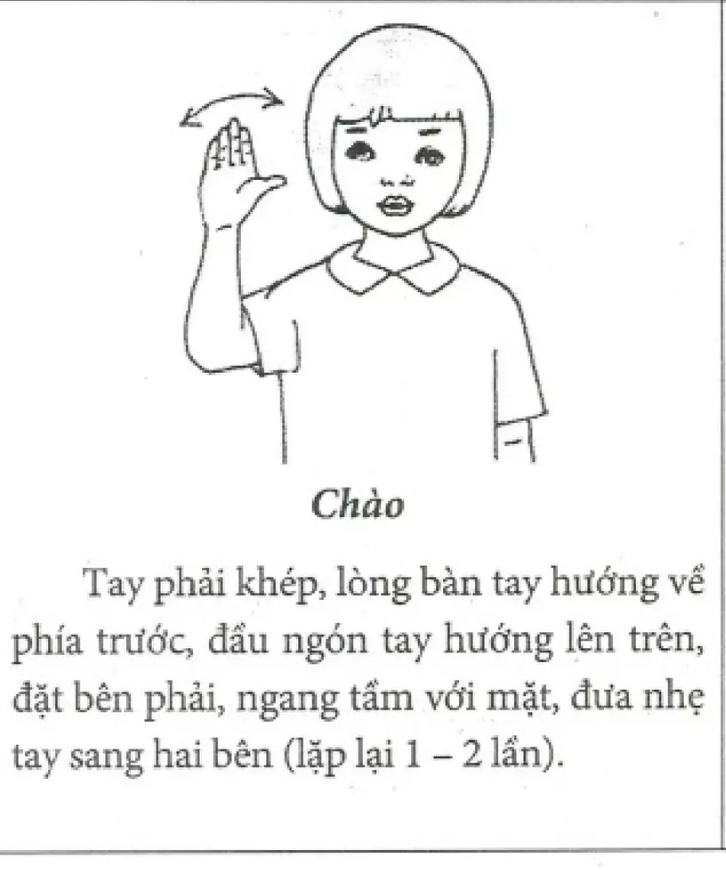 Chào
Tay phải khép, lòng bàn tay hướng về
phía trước, đầu ngón tay hướng lên trên,
đặt bên phải, ngang tầm với mặt, đưa nhẹ
tay sang hai bên (lặp lại 1 – 2 lần).